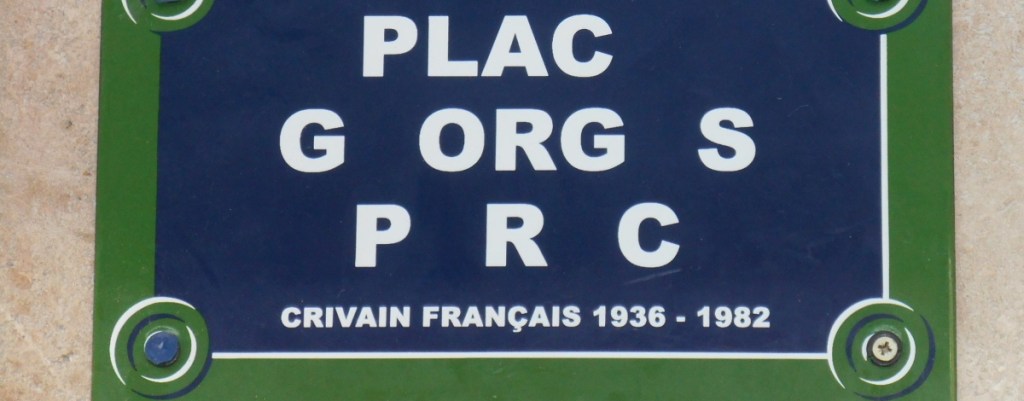 PLAC
G ORG S
P R C
CRIVAIN FRANÇAIS 1936 - 1982